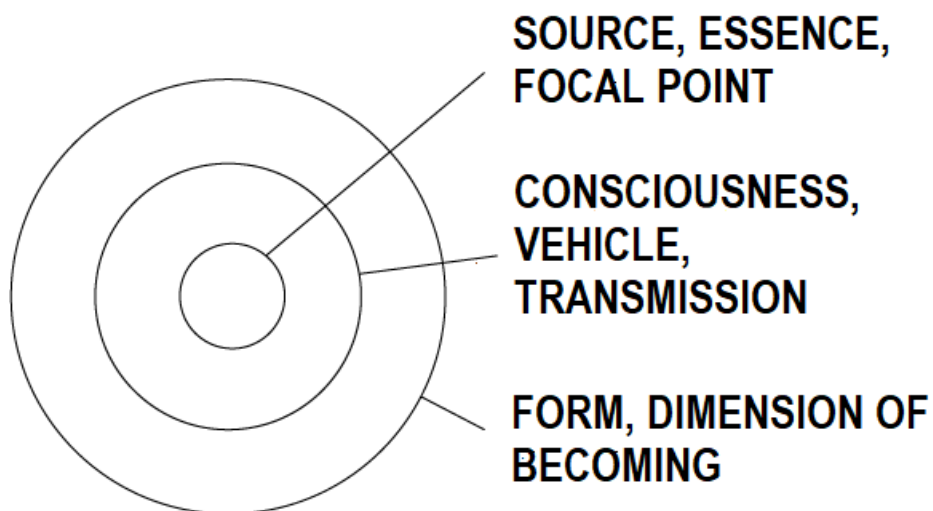 SOURCE, ESSENCE,
FOCAL POINT
CONSCIOUSNESS,
VEHICLE,
TRANSMISSION
FORM, DIMENSION OF
BECOMING